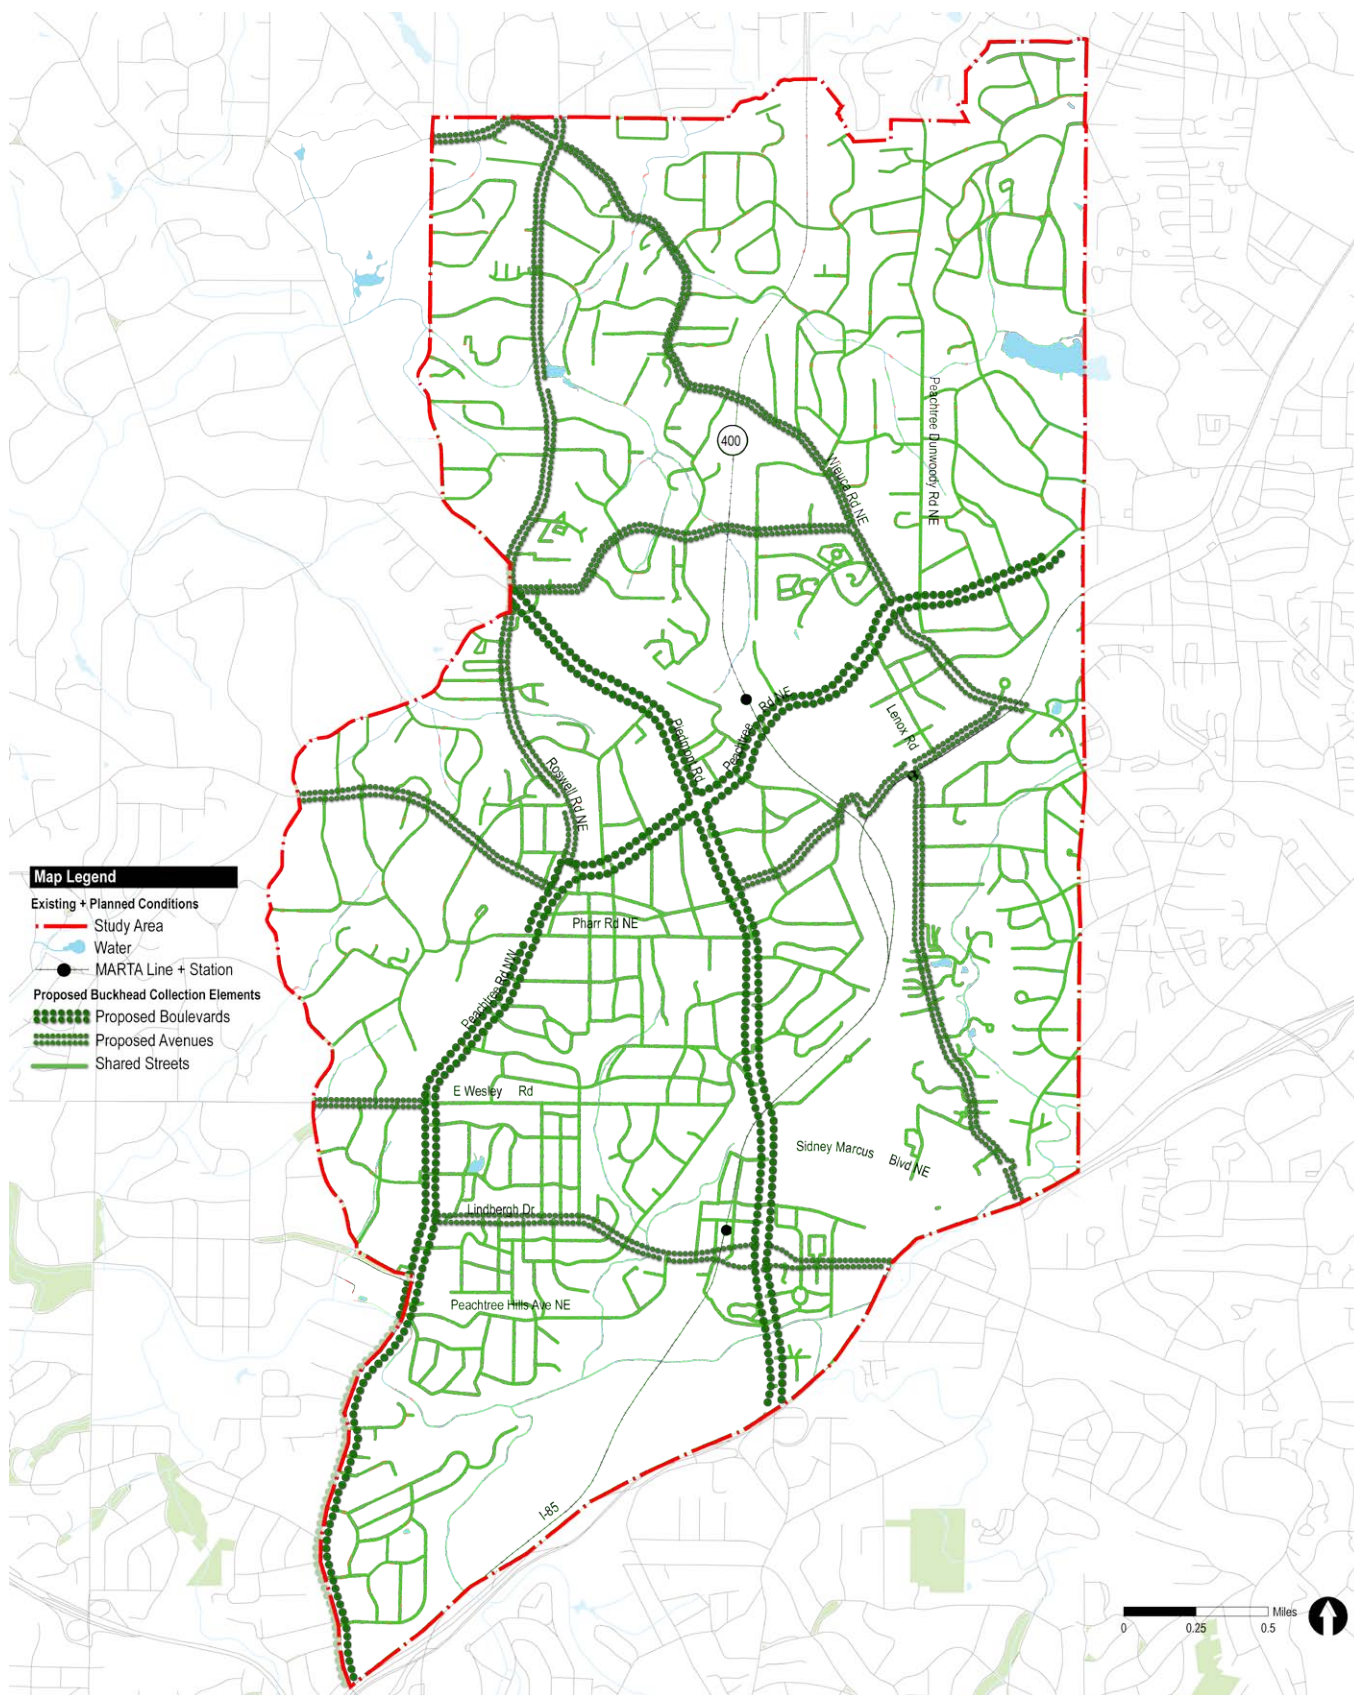 400
Wieuca Rd NE
Peachtree Dunwoody Rd NE
Piedmont Rd
Peachtree Rd NE
Lenox Rd
Roswell Rd NE
Map Legend
Existing + Planned Conditions
Study Area
Water
MARTA Line + Station
Proposed Buckhead Collection Elements
Proposed Boulevards
Proposed Avenues
Shared Streets
Pharr Rd NE
Peachtree Rd NW
E Wesley Rd
Sidney Marcus Blvd NE
Lindbergh Dr
Peachtree Hills Ave NE
I-85
Miles
0 0.25 0.5